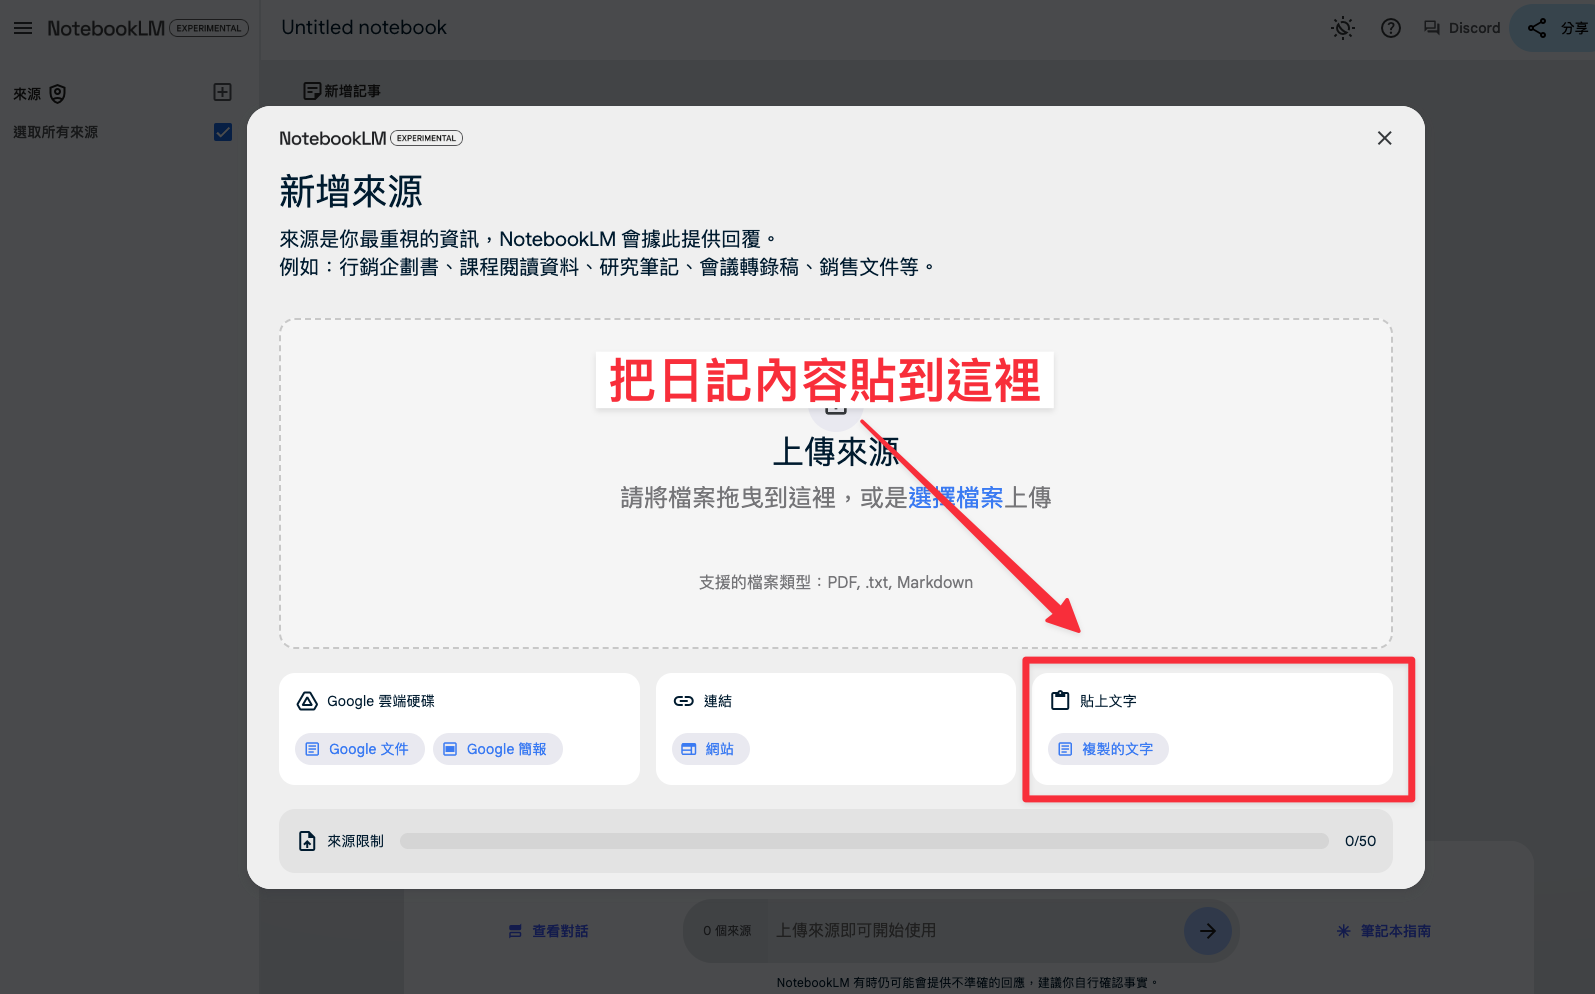 NotebookLM EXPERIMENTAL
Untitled notebook
Discord
分享
來源
新增記事
選取所有來源
NotebookLM EXPERIMENTAL
新增來源
來源是你最重視的資訊，NotebookLM 會據此提供回覆。
例如：行銷企劃書、課程閱讀資料、研究筆記、會議轉錄稿、銷售文件等。
把日記內容貼到這裡
上傳來源
請將檔案拖曳到這裡，或是選擇檔案上傳
支援的檔案類型：PDF, .txt, Markdown
Google 雲端硬碟
Google 文件
Google 簡報
連結
網站
貼上文字
複製的文字
來源限制
0/50
查看對話
0 個來源
上傳來源即可開始使用
筆記本指南
NotebookLM 有時仍可能會提供不準確的回應，建議你自行確認事實。